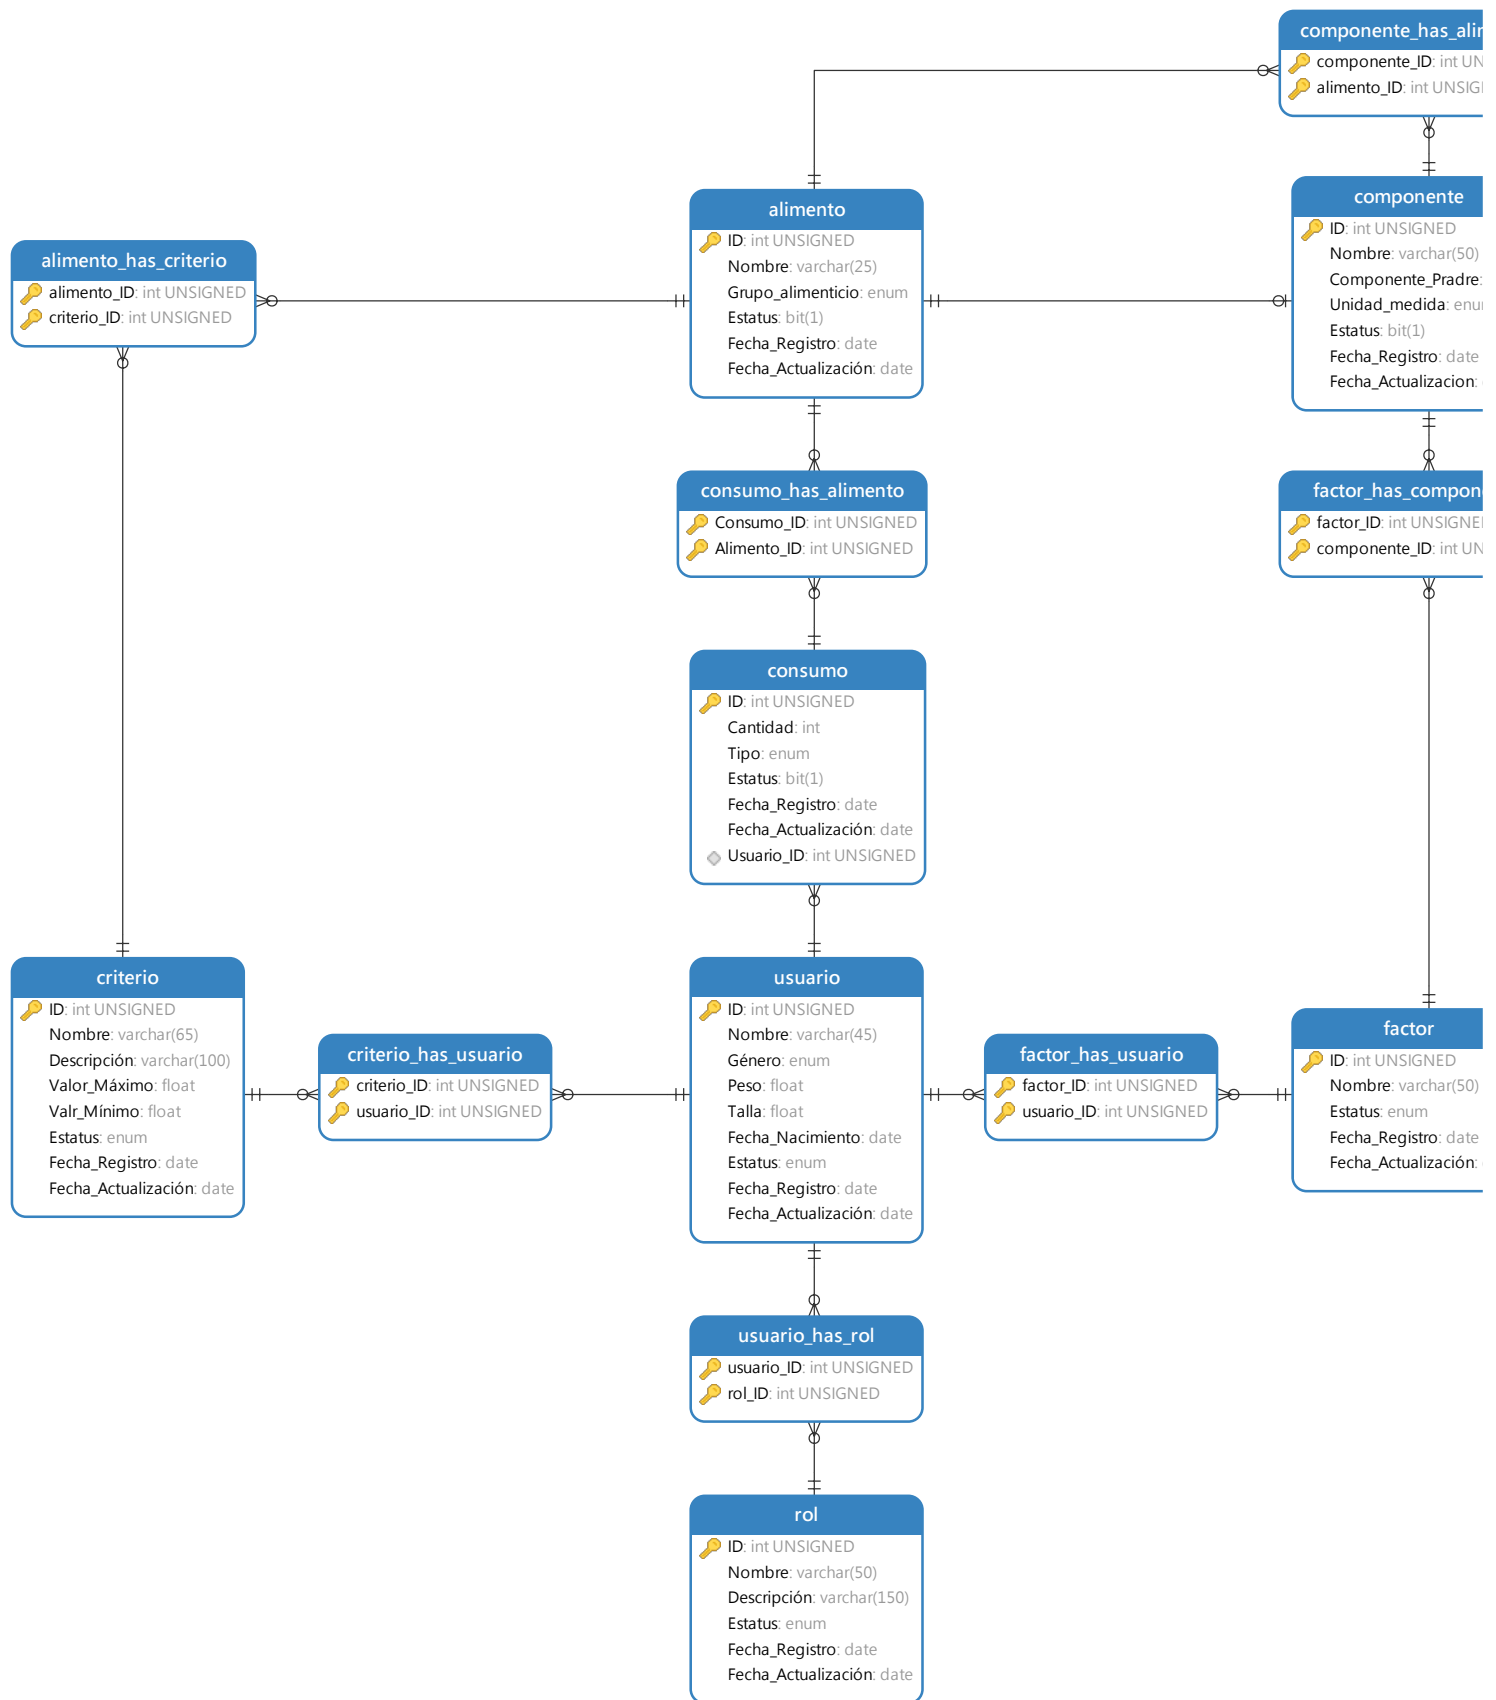 componente_has_alir
componente_ID: int UN
alimento_ID: int UNSIG
alimento
ID: int UNSIGNED
Nombre: varchar(25)
Grupo_alimenticio: enum
Estatus: bit(1)
Fecha_Registro: date
Fecha_Actualización: date
componente
ID: int UNSIGNED
Nombre: varchar(50)
Componente_Pradre:
Unidad_medida: enu
Estatus: bit(1)
Fecha_Registro: date
Fecha_Actualizacion:
alimento_has_criterio
alimento_ID: int UNSIGNED
criterio_ID: int UNSIGNED
consumo_has_alimento
Consumo_ID: int UNSIGNED
Alimento_ID: int UNSIGNED
factor_has_compon
factor_ID: int UNSIGNE
componente_ID: int UN
consumo
ID: int UNSIGNED
Cantidad: int
Tipo: enum
Estatus: bit(1)
Fecha_Registro: date
Fecha_Actualización: date
Usuario_ID: int UNSIGNED
criterio
ID: int UNSIGNED
Nombre: varchar(65)
Descripción: varchar(100)
Valor_Máximo: float
Valr_Mínimo: float
Estatus: enum
Fecha_Registro: date
Fecha_Actualización: date
criterio_has_usuario
criterio_ID: int UNSIGNED
usuario_ID: int UNSIGNED
usuario
ID: int UNSIGNED
Nombre: varchar(45)
Género: enum
Peso: float
Talla: float
Fecha_Nacimiento: date
Estatus: enum
Fecha_Registro: date
Fecha_Actualización: date
factor_has_usuario
factor_ID: int UNSIGNED
usuario_ID: int UNSIGNED
factor
ID: int UNSIGNED
Nombre: varchar(50)
Estatus: enum
Fecha_Registro: date
Fecha_Actualización:
usuario_has_rol
usuario_ID: int UNSIGNED
rol_ID: int UNSIGNED
rol
ID: int UNSIGNED
Nombre: varchar(50)
Descripción: varchar(150)
Estatus: enum
Fecha_Registro: date
Fecha_Actualización: date